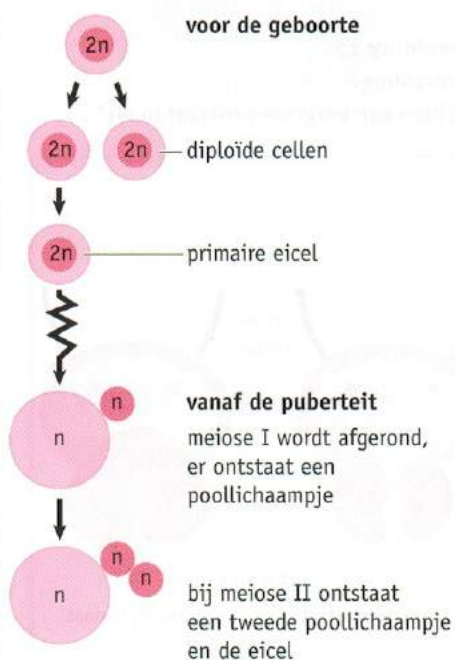 voor de geboorte
2n
2n
2n
diploïde cellen
2n
primaire eicel
n
n
vanaf de puberteit
meiose I wordt afgerond,
er ontstaat een
poollichaampje
n
n
n
bij meiose II ontstaat
een tweede poollichaampje
en de eicel